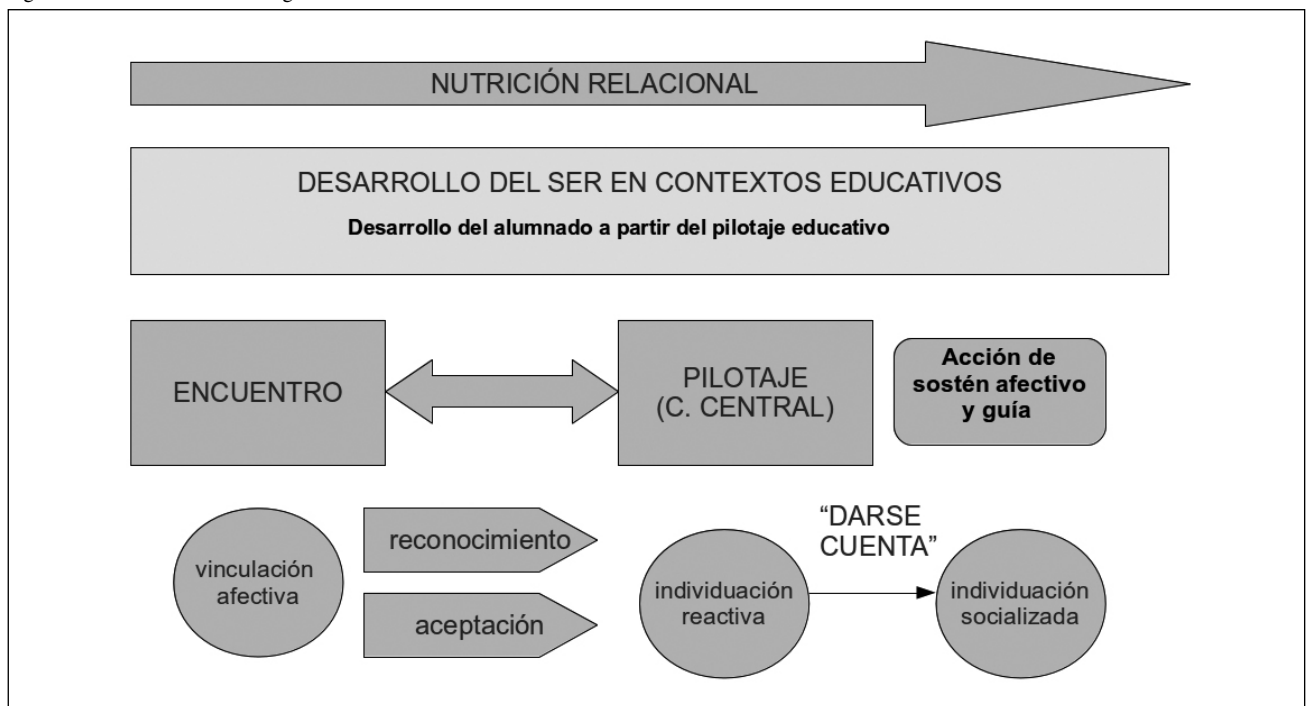 NUTRICIÓN RELACIONAL
DESARROLLO DEL SER EN CONTEXTOS EDUCATIVOS
Desarrollo del alumnado a partir del pilotaje educativo
ENCUENTRO
PILOTAJE
(C. CENTRAL)
Acción de
sostén afectivo
y guía
vinculación
afectiva
reconocimiento
aceptación
individuación
reactiva
“DARSE
CUENTA”
individuación
socializada